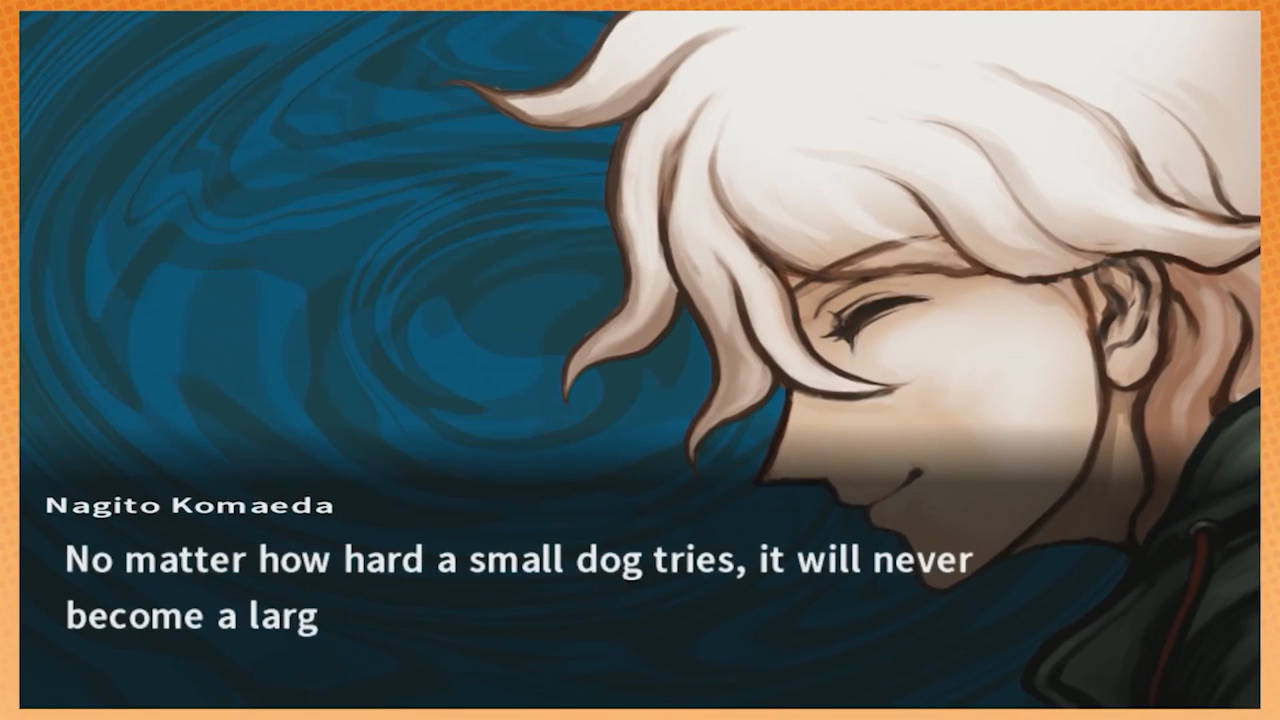 Nagito Komaeda
No matter how hard a small dog tries, it will never
become a larg